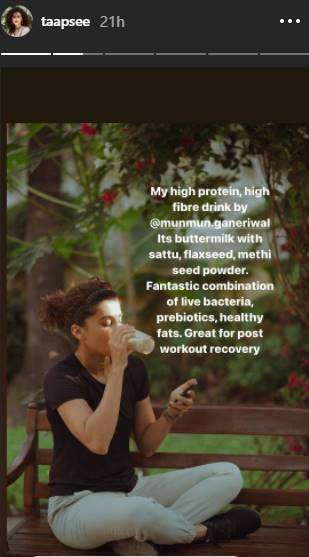 taapsee 21h
My high protein, high
fibre drink by
@munmun.ganeriwal
Its buttermilk with
sattu, flaxseed, methi
seed powder.
Fantastic combination
of live bacteria,
prebiotics, healthy
fats. Great for post
workout recovery